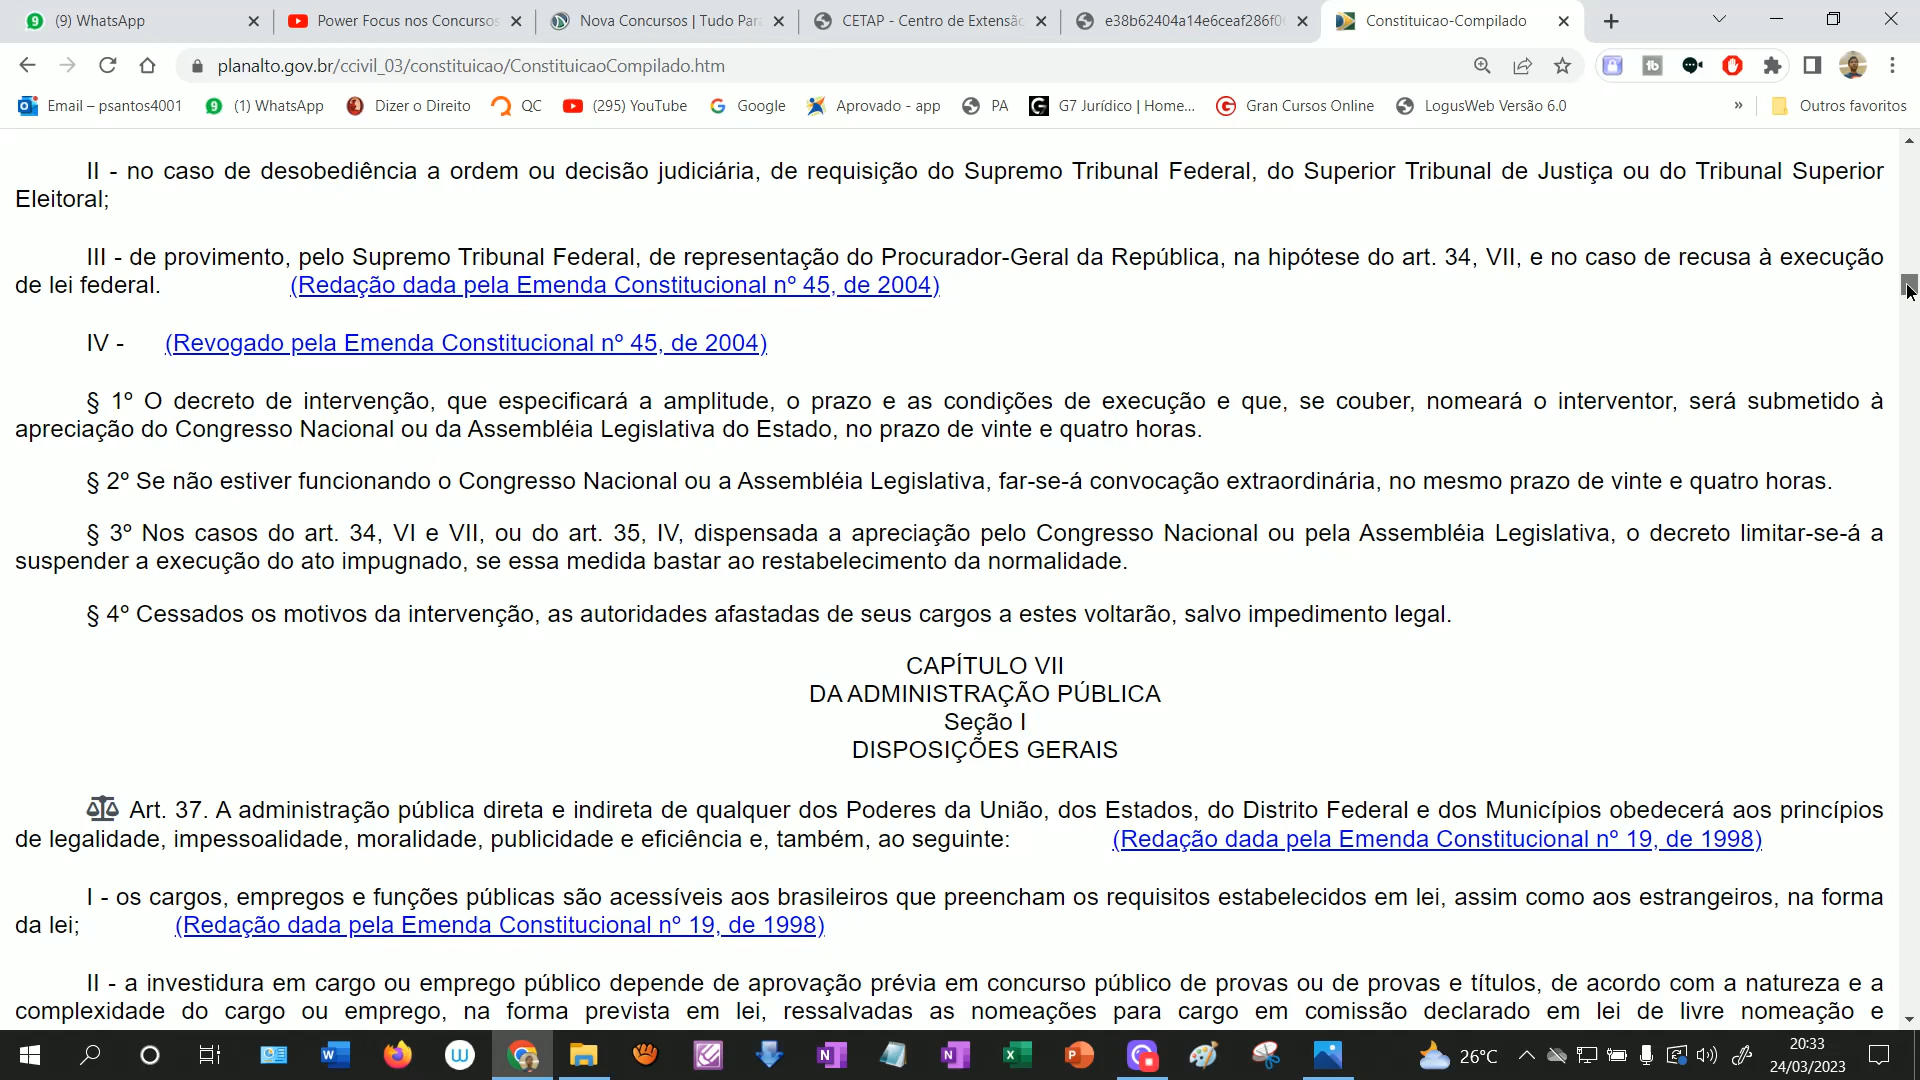 (9) WhatsApp
Power Focus nos Concursos
Nova Concursos | Tudo Par
CETAP - Centro de Extensã
e38b62404a14e6ceaf286f0
Constituicao-Compilado
planalto.gov.br/ccivil_03/constituicao/ConstituicaoCompilado.htm
Email – psantos4001
(1) WhatsApp
Dizer o Direito
QC
(295) YouTube
Google
Aprovado - app
PA
G7 Jurídico | Home...
Gran Cursos Online
LogusWeb Versão 6.0
»
Outros favoritos
II - no caso de desobediência a ordem ou decisão judiciária, de requisição do Supremo Tribunal Federal, do Superior Tribunal de Justiça ou do Tribunal Superior
Eleitoral;
III - de provimento, pelo Supremo Tribunal Federal, de representação do Procurador-Geral da República, na hipótese do art. 34, VII, e no caso de recusa à execução
de lei federal. (Redação dada pela Emenda Constitucional nº 45, de 2004)
IV - (Revogado pela Emenda Constitucional nº 45, de 2004)
§ 1º O decreto de intervenção, que especificará a amplitude, o prazo e as condições de execução e que, se couber, nomeará o interventor, será submetido à
apreciação do Congresso Nacional ou da Assembléia Legislativa do Estado, no prazo de vinte e quatro horas.
§ 2º Se não estiver funcionando o Congresso Nacional ou a Assembléia Legislativa, far-se-á convocação extraordinária, no mesmo prazo de vinte e quatro horas.
§ 3º Nos casos do art. 34, VI e VII, ou do art. 35, IV, dispensada a apreciação pelo Congresso Nacional ou pela Assembléia Legislativa, o decreto limitar-se-á a
suspender a execução do ato impugnado, se essa medida bastar ao restabelecimento da normalidade.
§ 4º Cessados os motivos da intervenção, as autoridades afastadas de seus cargos a estes voltarão, salvo impedimento legal.
CAPÍTULO VII
DA ADMINISTRAÇÃO PÚBLICA
Seção I
DISPOSIÇÕES GERAIS
Art. 37. A administração pública direta e indireta de qualquer dos Poderes da União, dos Estados, do Distrito Federal e dos Municípios obedecerá aos princípios
de legalidade, impessoalidade, moralidade, publicidade e eficiência e, também, ao seguinte: (Redação dada pela Emenda Constitucional nº 19, de 1998)
I - os cargos, empregos e funções públicas são acessíveis aos brasileiros que preencham os requisitos estabelecidos em lei, assim como aos estrangeiros, na forma
da lei; (Redação dada pela Emenda Constitucional nº 19, de 1998)
II - a investidura em cargo ou emprego público depende de aprovação prévia em concurso público de provas ou de provas e títulos, de acordo com a natureza e a
complexidade do cargo ou emprego, na forma prevista em lei, ressalvadas as nomeações para cargo em comissão declarado em lei de livre nomeação e
26°C
20:33
24/03/2023